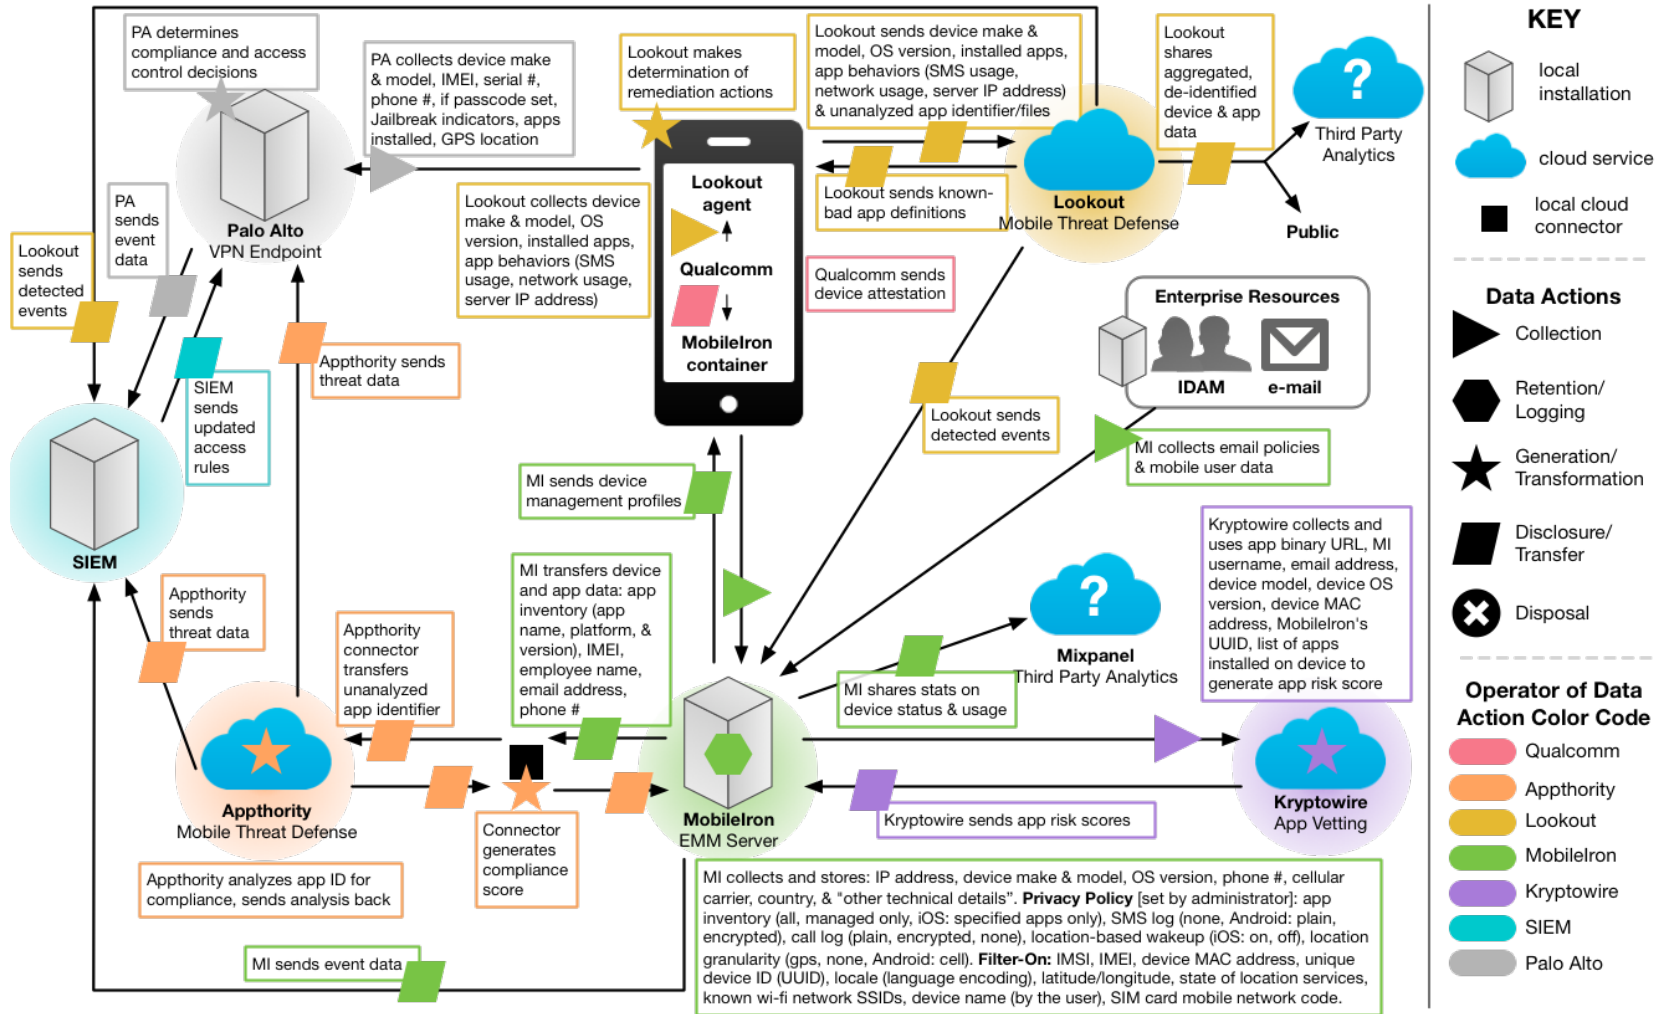 PA determines
compliance and access
control decisions
PA collects device make
& model, IMEI, serial #,
phone #, if passcode set,
Jailbreak indicators, apps
installed, GPS location
Lookout makes
determination of
remediation actions
Lookout sends device make &
model, OS version, installed apps,
app behaviors (SMS usage,
network usage, server IP address)
& unanalyzed app identifier/files
Lookout
shares
aggregated,
de-identified
device & app
data
?
Third Party
Analytics
Public
PA
sends
event
data
Palo Alto
VPN Endpoint
Lookout
sends
detected
events
Lookout collects device
make & model, OS
version, installed apps,
app behaviors (SMS
usage, network usage,
server IP address)
Lookout
agent
Qualcomm
MobileIron
container
Lookout sends known-
bad app definitions
Lookout
Mobile Threat Defense
Qualcomm sends
device attestation
Enterprise Resources
IDAM
e-mail
Appthority sends
threat data
SIEM
sends
updated
access
rules
Lookout sends
detected events
MI collects email policies
& mobile user data
SIEM
MI sends device
management profiles
Kryptowire collects and
uses app binary URL, MI
username, email address,
device model, device OS
version, device MAC
address, MobileIron's
UUID, list of apps
installed on device to
generate app risk score
Appthority
sends
threat data
Appthority
connector
transfers
unanalyzed
app identifier
MI transfers device
and app data: app
inventory (app
name, platform, &
version), IMEI,
employee name,
email address,
phone #
?
Mixpanel
Third Party Analytics
MI shares stats on
device status & usage
Appthority
Mobile Threat Defense
Connector
generates
compliance
score
MobileIron
EMM Server
Kryptowire sends app risk scores
Kryptowire
App Vetting
Appthority analyzes app ID for
compliance, sends analysis back
MI sends event data
MI collects and stores: IP address, device make & model, OS version, phone #, cellular
carrier, country, & "other technical details". Privacy Policy [set by administrator]: app
inventory (all, managed only, iOS: specified apps only), SMS log (none, Android: plain,
encrypted), call log (plain, encrypted, none), location-based wakeup (iOS: on, off), location
granularity (gps, none, Android: cell). Filter-On: IMSI, IMEI, device MAC address, unique
device ID (UUID), locale (language encoding), latitude/longitude, state of location services,
known wi-fi network SSIDs, device name (by the user), SIM card mobile network code.
KEY
local
installation
cloud service
local cloud
connector
Data Actions
Collection
Retention/
Logging
Generation/
Transformation
Disclosure/
Transfer
Disposal
Operator of Data
Action Color Code
Qualcomm
Appthority
Lookout
MobileIron
Kryptowire
SIEM
Palo Alto